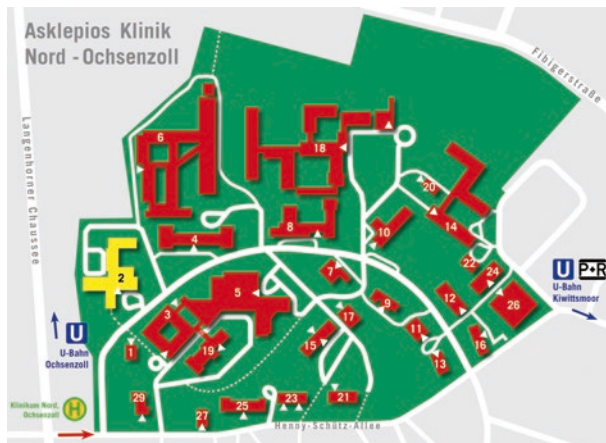 Asklepios Klinik
Nord - Ochsenzoll
Fibigerstraße
Langenhorner Chaussee
6
18
20
14
10
8
4
22
24
2
7
26
5
12
9
3
17
11
16
15
19
13
1
29
25
23
21
27
U
U-Bahn
Ochsenzoll
U
P+R
U-Bahn
Kiwittsmoor
Klinikum Nord,
Ochsenzoll
H
Henny-Schütz-Allee